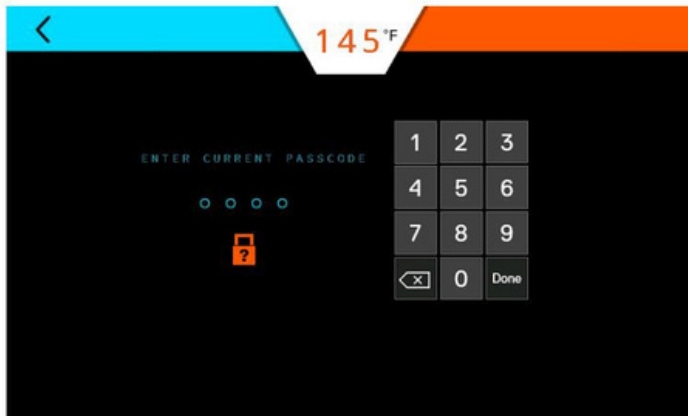 145°F
ENTER CURRENT PASSCODE
1 2 3
4 5 6
7 8 9
0 Done
?